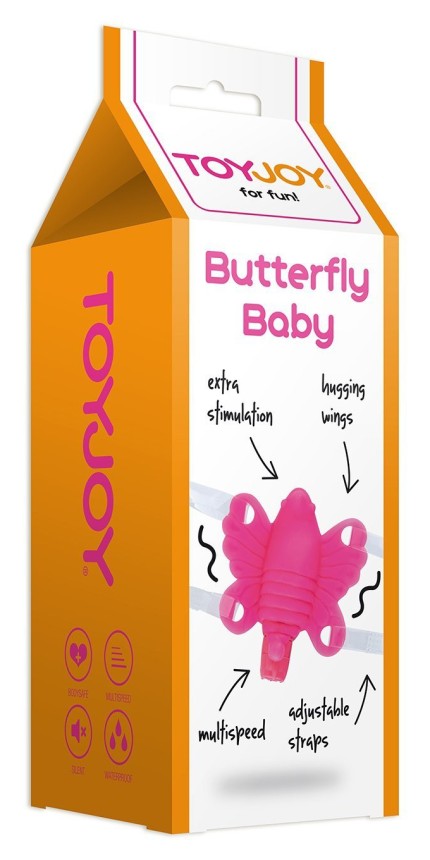 TOYJOY®
for fun!
Butterfly
Baby
extra
stimulation
hugging
wings
multispeed
adjustable
straps
TOYJOY®
BODYSAFE
MULTISPEED
SILENT
WATERPROOF